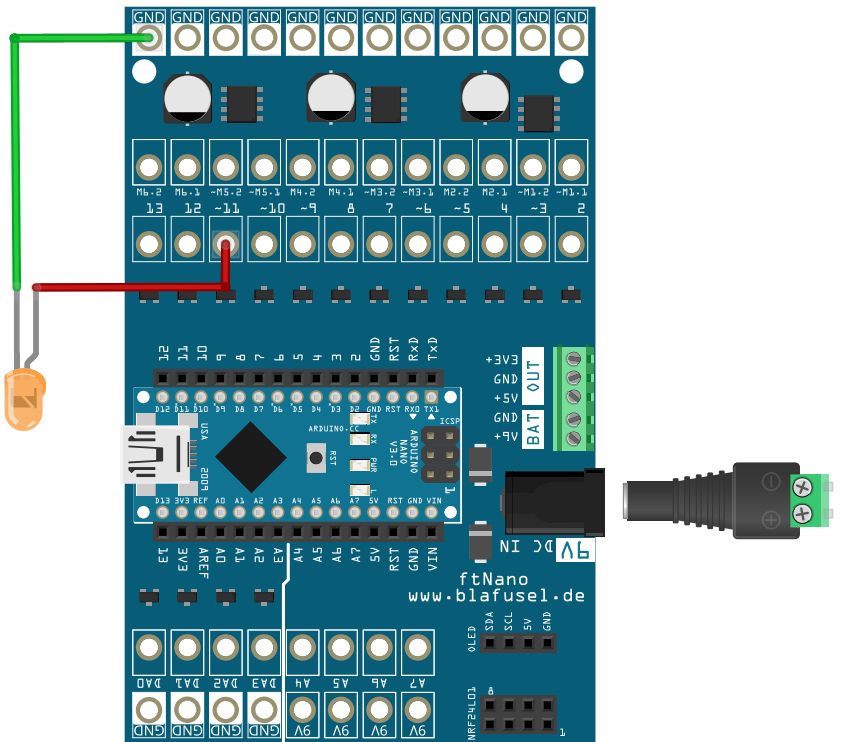 GND GND GND GND GND GND GND GND GND GND GND GND
M6.2 M6.1 ~M5.2 ~M5.1 M4.2 M4.1 ~M3.2 ~M3.1 M2.2 M2.1 ~M1.2 ~M1.1
13 12 ~11 ~10 ~9 8 7 ~6 ~5 4 ~3 2
12 11 10 9 8 7 6 5 4 3 2 GND RST RxD TxD
D12 D11 D10 D9 D8 D7 D6 D5 D4 D3 D2 GND RST RX0 TX1
USA
2009
ARDUINO.CC
RST
TX
RX
PWR
L
ICSP
ARDUINO
NANO
V3.0
1
D13 3V3 REF A0 A1 A2 A3 A4 A5 A6 A7 5V RST GND VIN
13 3V3 AREF A0 A1 A2 A3 A4 A5 A6 A7 5V RST GND VIN
+3V3
GND
+5V
OUT
GND
+9V
BAT
9V DC IN
ftNano
www.blafusel.de
OLED
SDA SCL 5V GND
DA0 DA1 DA2 DA3 A4 A5 A6 A7
GND GND GND GND 9V 9V 9V 9V
NRF24L01
8
1